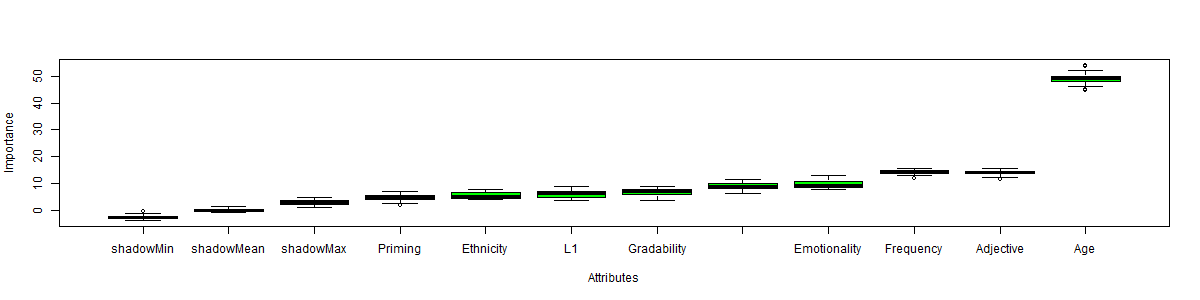 Importance
50
40
30
20
10
0
shadowMin shadowMean shadowMax Priming Ethnicity L1 Gradability Emotionality Frequency Adjective Age
Attributes